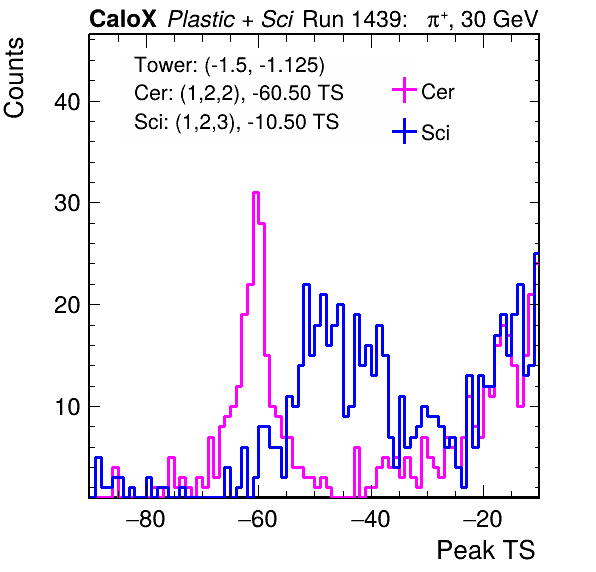 CaloX Plastic + Sci Run 1439: π⁺, 30 GeV
Counts
Tower: (-1.5, -1.125)
Cer: (1,2,2), -60.50 TS
Sci: (1,2,3), -10.50 TS
Cer
Sci
40
30
20
10
−80 −60 −40 −20
Peak TS